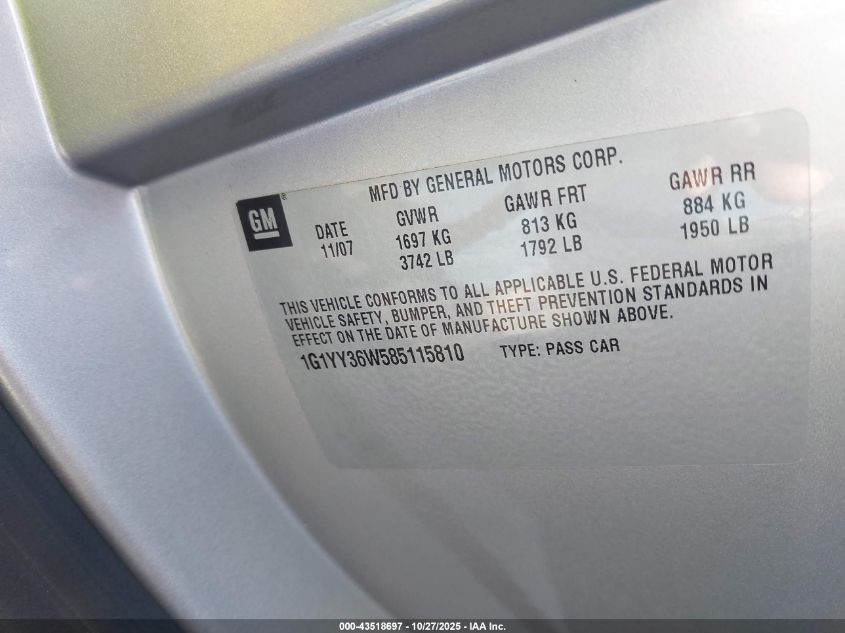 MFD BY GENERAL MOTORS CORP.
GM ®
DATE GVWR GAWR FRT GAWR RR
11/07 1697 KG 813 KG 884 KG
3742 LB 1792 LB 1950 LB
THIS VEHICLE CONFORMS TO ALL APPLICABLE U.S. FEDERAL MOTOR
VEHICLE SAFETY, BUMPER, AND THEFT PREVENTION STANDARDS IN
EFFECT ON THE DATE OF MANUFACTURE SHOWN ABOVE.
1G1YY36W585115810 TYPE: PASS CAR
000-43518697 - 10/27/2025 - IAA Inc.